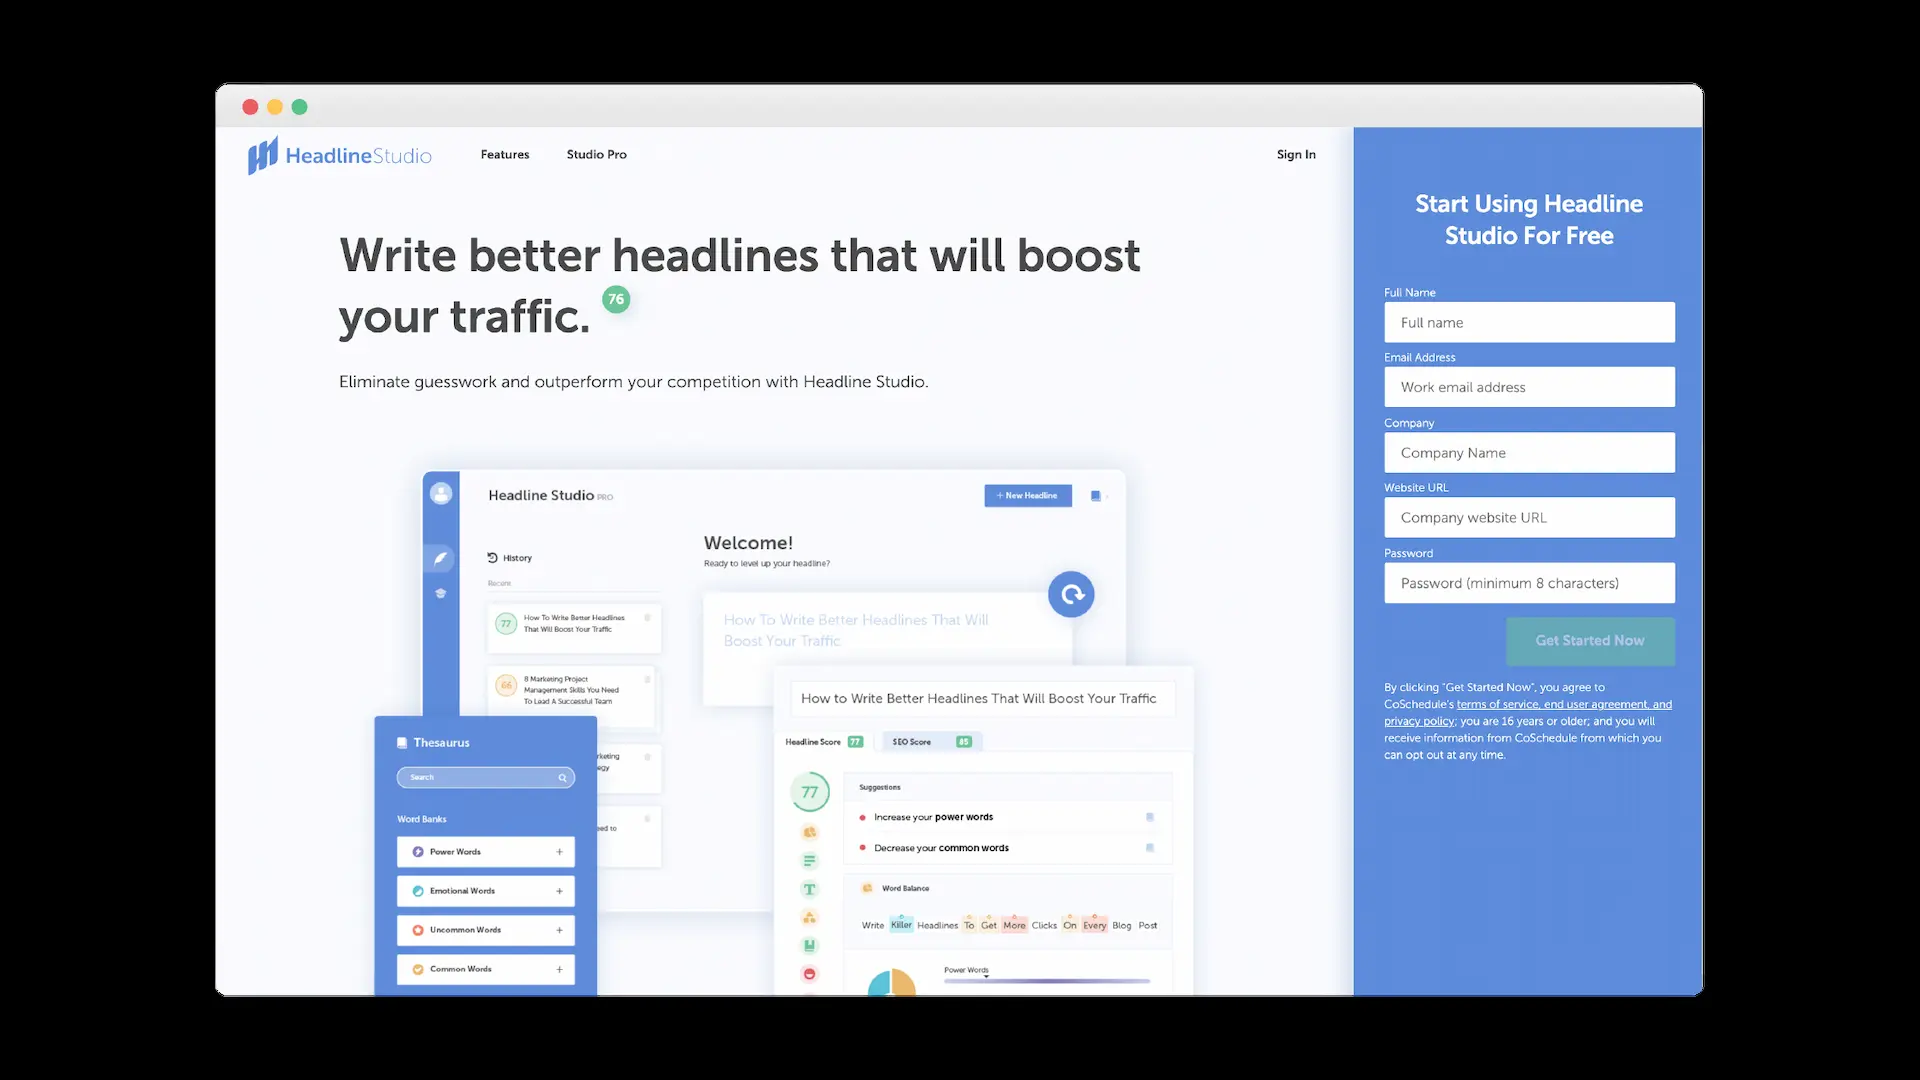 HeadlineStudio
Features
Studio Pro
Sign In
Write better headlines that will boost
your traffic.
76
Eliminate guesswork and outperform your competition with Headline Studio.
Headline Studio PRO
+ New Headline
History
Recent
77
How To Write Better Headlines
That Will Boost Your Traffic
66
8 Marketing Project
Management Skills You Need
To Lead A Successful Team
Welcome!
Ready to level up your headline?
How To Write Better Headlines That Will
Boost Your Traffic
Thesaurus
Search
Word Banks
Power Words +
Emotional Words +
Uncommon Words +
Common Words +
How to Write Better Headlines That Will Boost Your Traffic
Headline Score 77
SEO Score 85
77
Suggestions
Increase your power words
Decrease your common words
Word Balance
Write Killer Headlines To Get More Clicks On Every Blog Post
Power Words
Start Using Headline
Studio For Free
Full Name
Full name
Email Address
Work email address
Company
Company Name
Website URL
Company website URL
Password
Password (minimum 8 characters)
Get Started Now
By clicking "Get Started Now", you agree to
CoSchedule's terms of service, end user agreement, and
privacy policy; you are 16 years or older; and you will
receive information from CoSchedule from which you
can opt out at any time.